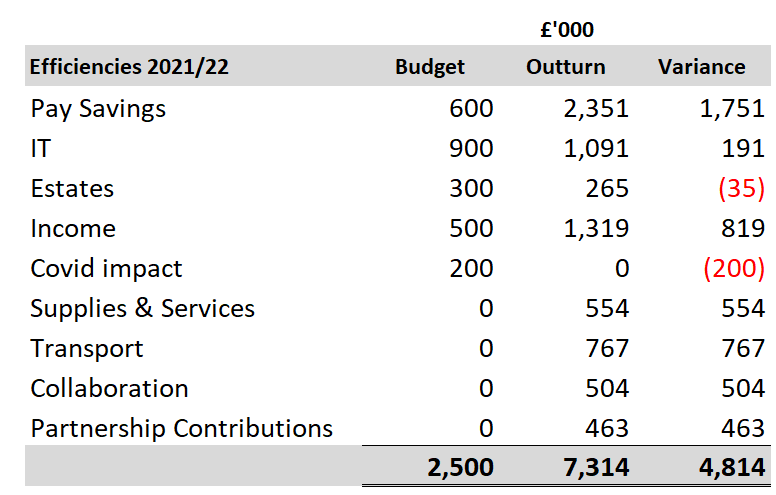 £'000
Efficiencies 2021/22 Budget Outturn Variance
Pay Savings 600 2,351 1,751
IT 900 1,091 191
Estates 300 265 (35)
Income 500 1,319 819
Covid impact 200 0 (200)
Supplies & Services 0 554 554
Transport 0 767 767
Collaboration 0 504 504
Partnership Contributions 0 463 463
2,500 7,314 4,814